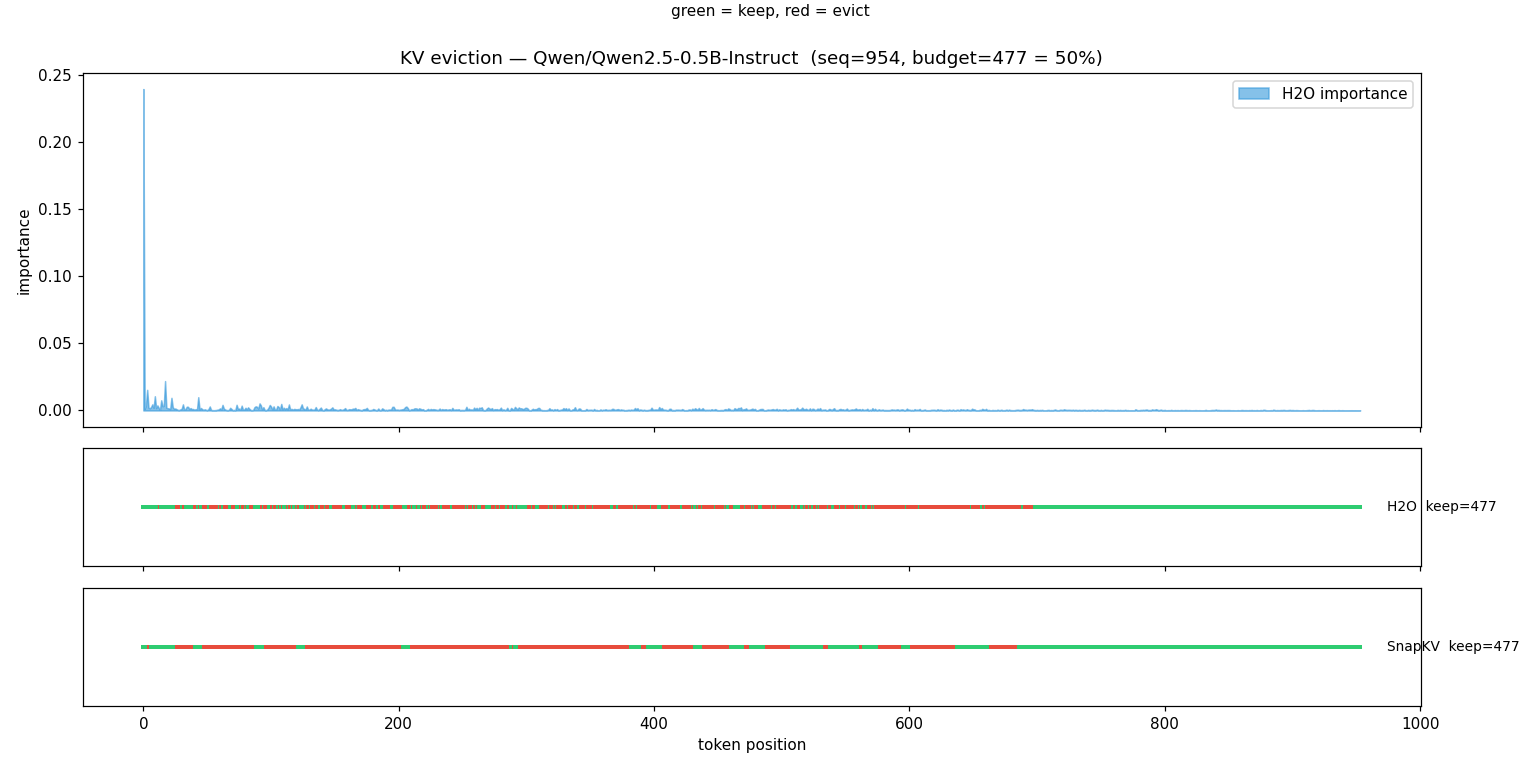 green = keep, red = evict
KV eviction — Qwen/Qwen2.5-0.5B-Instruct  (seq=954, budget=477 = 50%)
0.25
0.20
0.15
0.10
0.05
0.00
importance
H2O importance
H2O  keep=477
SnapKV  keep=477
0 200 400 600 800 1000
token position